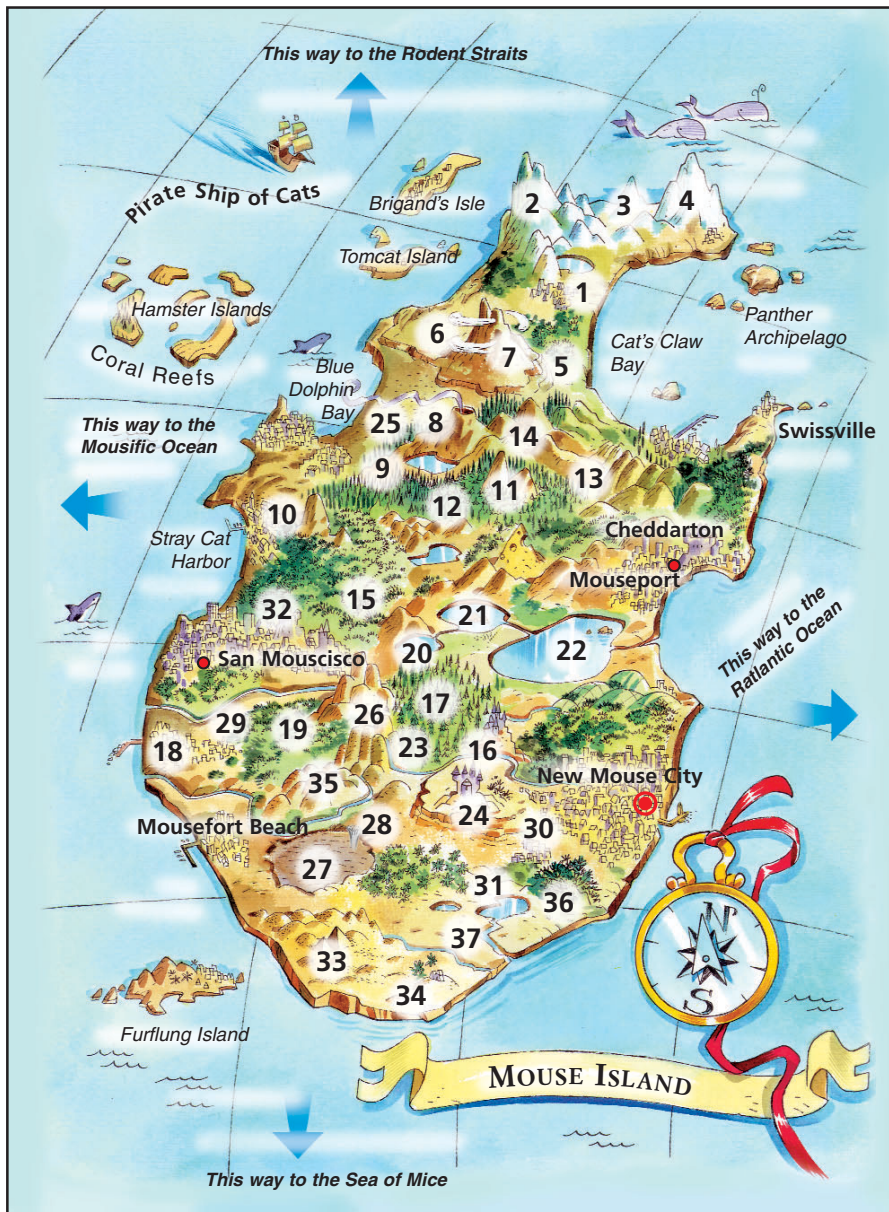 This way to the Rodent Straits
Pirate Ship of Cats
Brigand's Isle
Tomcat Island
2
3
4
1
Hamster Islands
Coral Reefs
Panther
Archipelago
6
7
5
Cat's Claw
Bay
Blue
Dolphin
Bay
This way to the
Mousific Ocean
25
8
14
Swissville
9
12
11
13
10
Stray Cat
Harbor
Cheddarton
Mouseport
32
15
21
20
22
San Mouscisco
This way to the
Ratlantic Ocean
17
29
19
26
18
23
16
New Mouse City
35
24
Mousefort Beach
28
30
27
31
36
37
33
34
N
S
Furflung Island
MOUSE ISLAND
This way to the Sea of Mice